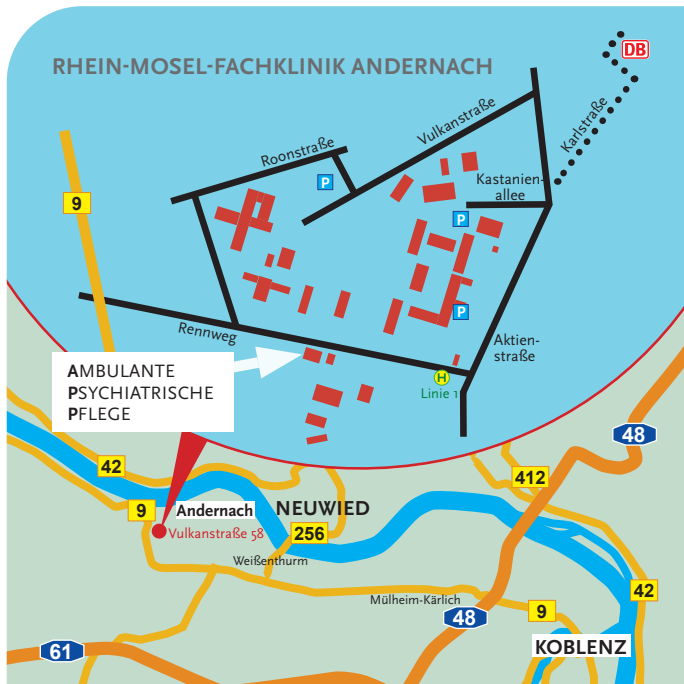 RHEIN-MOSEL-FACHKLINIK ANDERNACH
DB
Karlstraße
Vulkanstraße
Roonstraße
P
Kastanien-
allee
9
P
P
Rennweg
Aktien-
straße
AMBULANTE
PSYCHIATRISCHE
PFLEGE
H
Linie 1
48
42
412
9
Andernach
NEUWIED
Vulkanstraße 58
256
Weißenthurm
Mülheim-Kärlich
42
48
9
KOBLENZ
61